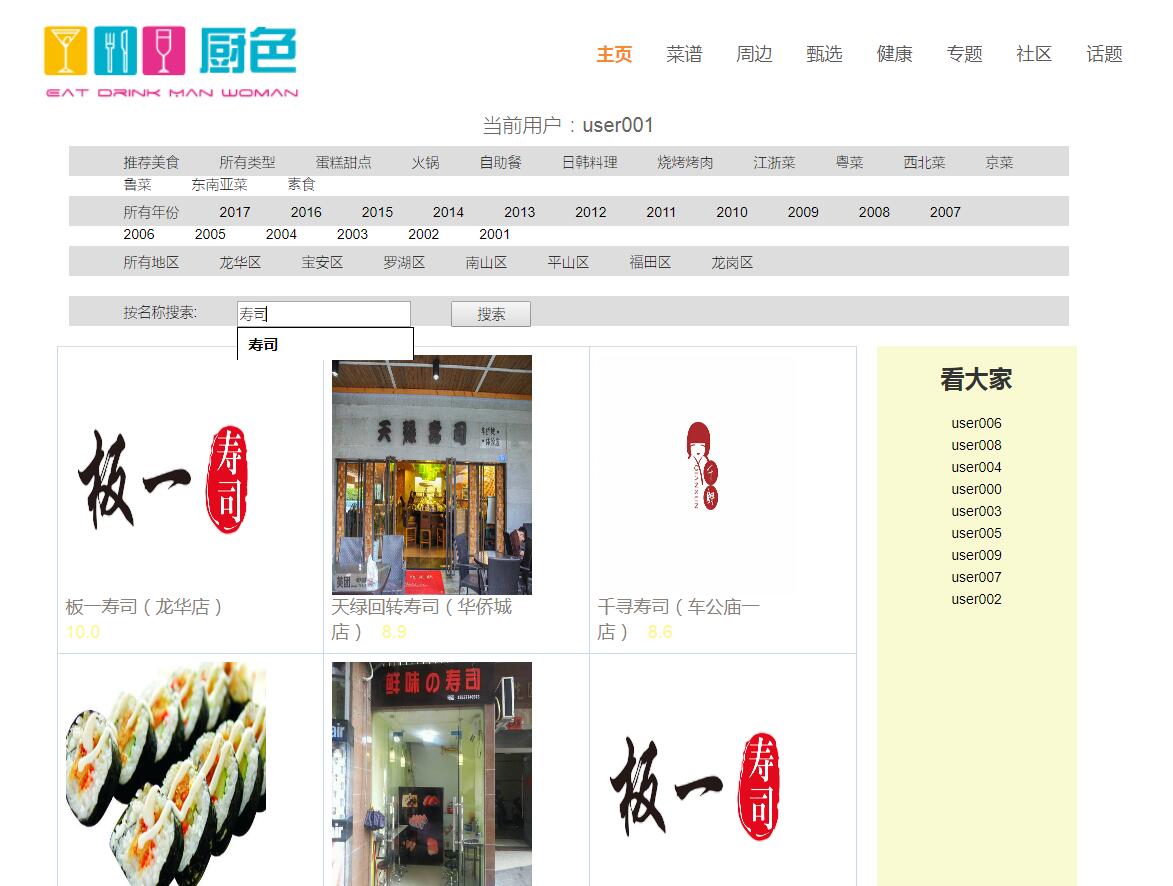 厨色
EAT DRINK MAN WOMAN
主页 菜谱 周边 甄选 健康 专题 社区 话题
当前用户：user001
推荐美食 所有类型 蛋糕甜点 火锅 自助餐 日韩料理 烧烤烤肉 江浙菜 粤菜 西北菜 京菜
鲁菜 东南亚菜 素食
所有年份 2017 2016 2015 2014 2013 2012 2011 2010 2009 2008 2007
2006 2005 2004 2003 2002 2001
所有地区 龙华区 宝安区 罗湖区 南山区 平山区 福田区 龙岗区
按名称搜索: 寿司 搜索
寿司
板一寿司
天绿寿司
美团
千寻
QIANXUN
板一寿司（龙华店）
10.0
天绿回转寿司（华侨城
店） 8.9
千寻寿司（车公庙一
店） 8.6
鲜味の寿司
板一寿司
看大家
user006
user008
user004
user000
user003
user005
user009
user007
user002